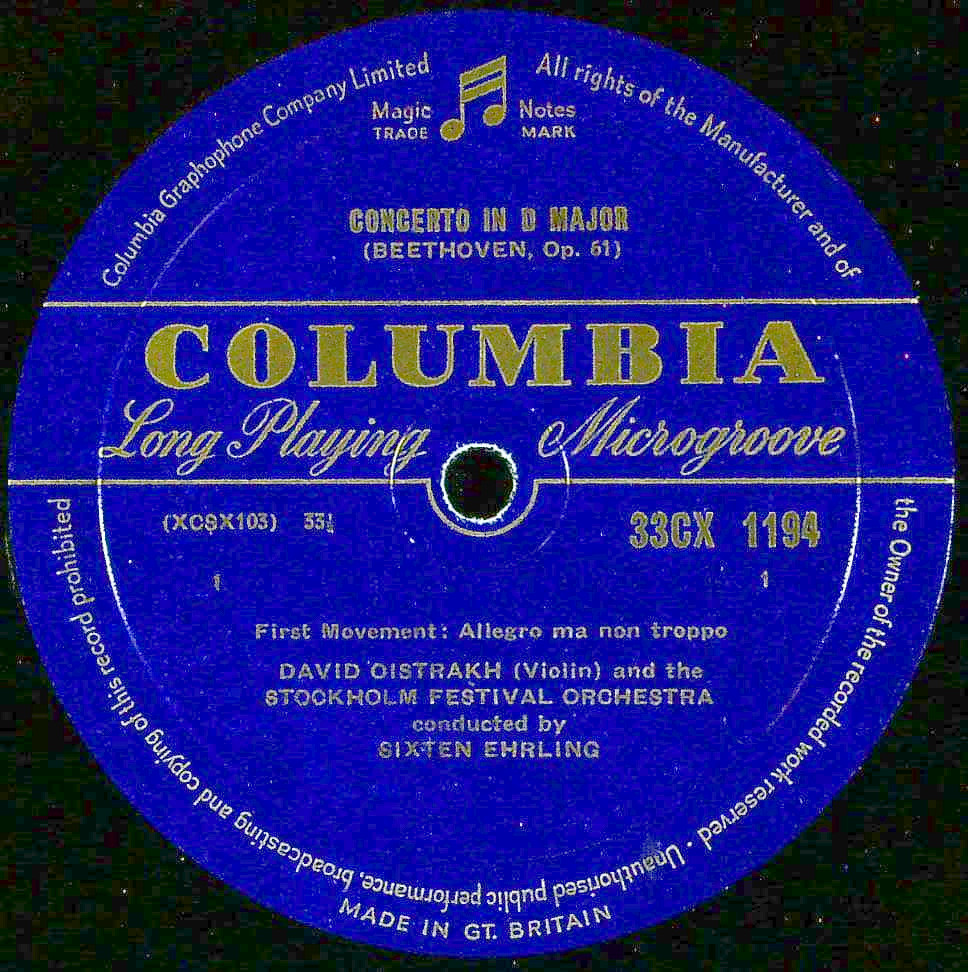 Columbia Graphophone Company Limited
Magic Notes
TRADE MARK
All rights of the Manufacturer and of
the Owner of the recorded work reserved · Unauthorised public performance, broadcasting and copying of this record prohibited
CONCERTO IN D MAJOR
(BEETHOVEN, Op. 61)
COLUMBIA
Long Playing Microgroove
(XCSX103) 33⅓ 33CX 1194
1 1
First Movement: Allegro ma non troppo
DAVID OISTRAKH (Violin) and the
STOCKHOLM FESTIVAL ORCHESTRA
conducted by
SIXTEN EHRLING
MADE IN GT. BRITAIN